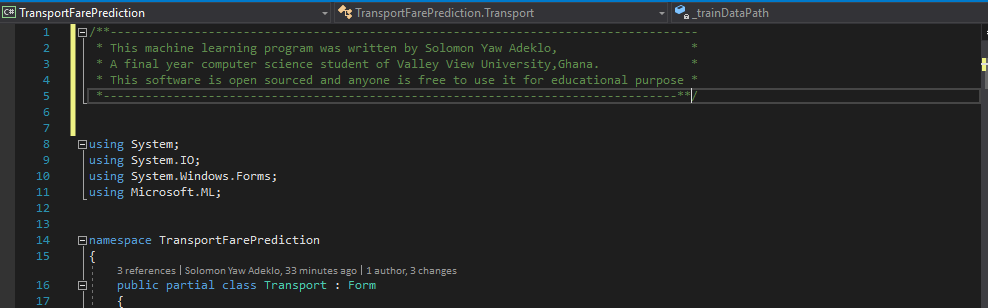 C# TransportFarePrediction TransportFarePrediction.Transport _trainDataPath
1 /**-------------------------------------------------------------------------------
2 * This machine learning program was written by Solomon Yaw Adeklo, *
3 * A final year computer science student of Valley View University,Ghana. *
4 * This software is open sourced and anyone is free to use it for educational purpose *
5 *-------------------------------------------------------------------------------**/
6
7
8 using System;
9 using System.IO;
10 using System.Windows.Forms;
11 using Microsoft.ML;
12
13
14 namespace TransportFarePrediction
15 {
3 references | Solomon Yaw Adeklo, 33 minutes ago | 1 author, 3 changes
16 public partial class Transport : Form
17 {